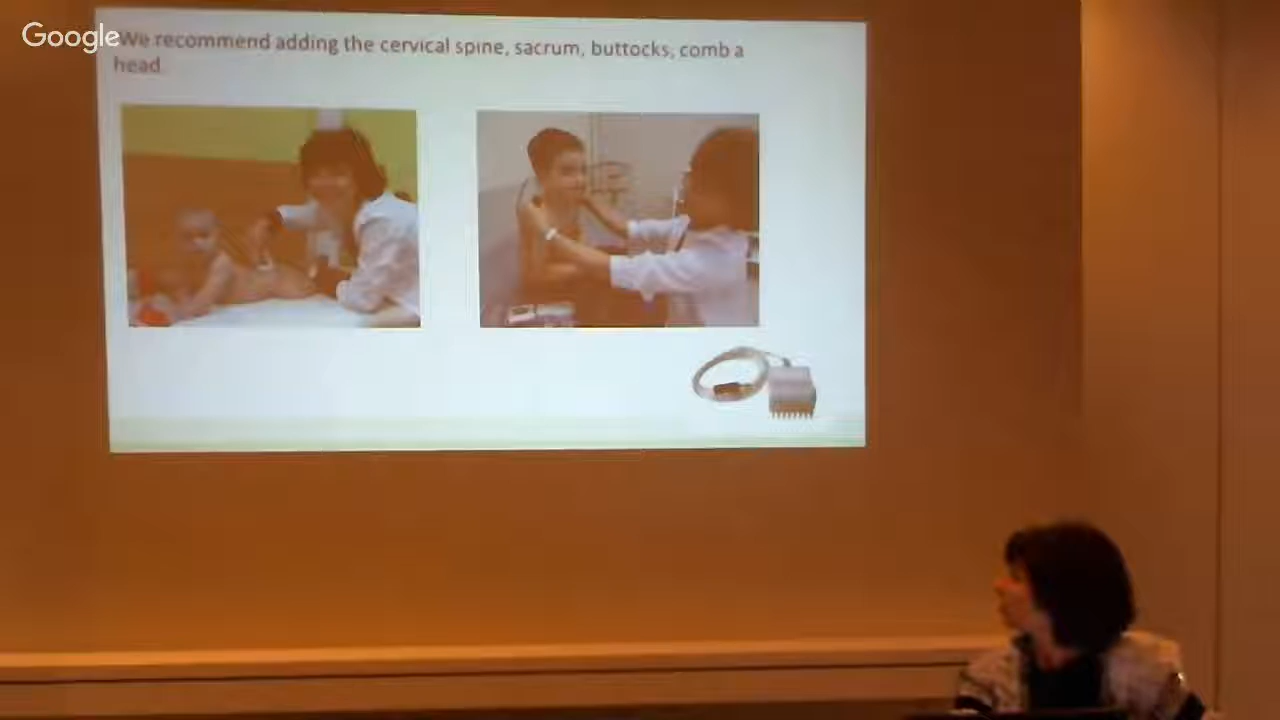 Google
We recommend adding the cervical spine, sacrum, buttocks, comb a
head